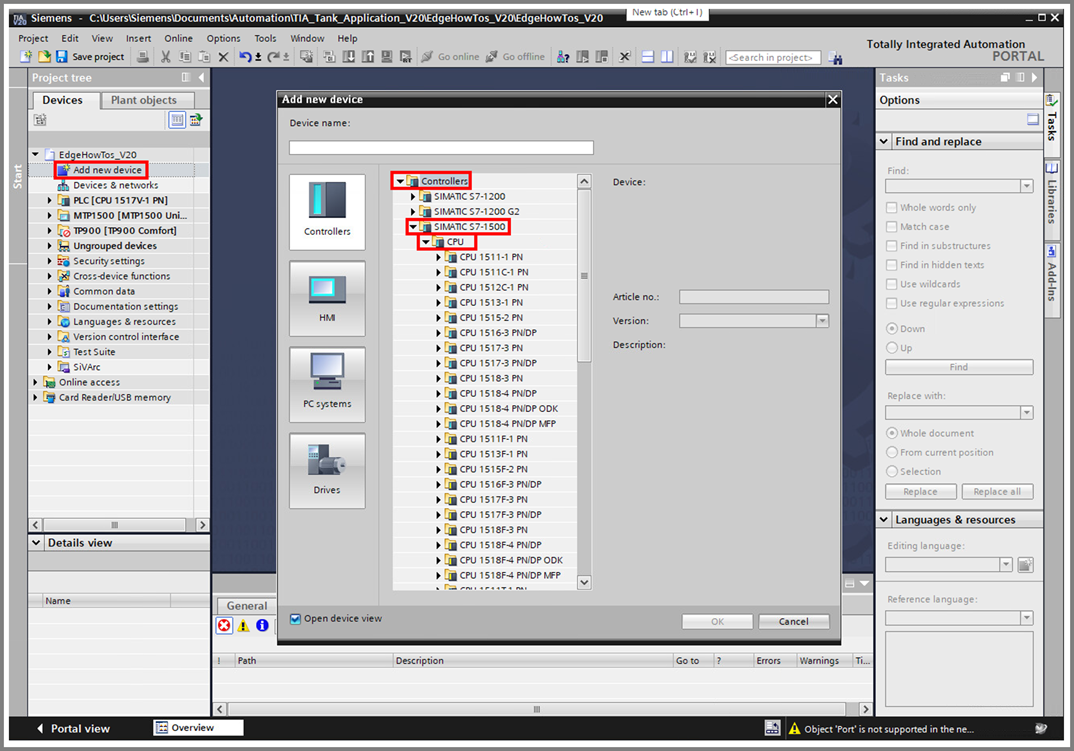 New tab (Ctrl+T)
Siemens - C:\Users\Siemens\Documents\Automation\TIA_Tank_Application_V20\EdgeHowTos_V20\EdgeHowTos_V20
Project Edit View Insert Online Options Tools Window Help
Save project
Go online
Go offline
<Search in project>
Totally Integrated Automation
PORTAL
Project tree
Devices
Plant objects
Start
EdgeHowTos_V20
Add new device
Devices & networks
PLC [CPU 1517V-1 PN]
MTP1500 [MTP1500 Uni...
TP900 [TP900 Comfort]
Ungrouped devices
Security settings
Cross-device functions
Common data
Documentation settings
Languages & resources
Version control interface
Test Suite
SiVArc
Online access
Card Reader/USB memory
Details view
Name
Add new device
Device name:
Controllers
HMI
PC systems
Drives
Controllers
SIMATIC S7-1200
SIMATIC S7-1200 G2
SIMATIC S7-1500
CPU
CPU 1511-1 PN
CPU 1511C-1 PN
CPU 1512C-1 PN
CPU 1513-1 PN
CPU 1515-2 PN
CPU 1516-3 PN/DP
CPU 1517-3 PN
CPU 1517-3 PN/DP
CPU 1518-3 PN
CPU 1518-4 PN/DP
CPU 1518-4 PN/DP ODK
CPU 1518-4 PN/DP MFP
CPU 1511F-1 PN
CPU 1513F-1 PN
CPU 1515F-2 PN
CPU 1516F-3 PN/DP
CPU 1517F-3 PN
CPU 1517F-3 PN/DP
CPU 1518F-3 PN
CPU 1518F-4 PN/DP
CPU 1518F-4 PN/DP ODK
CPU 1518F-4 PN/DP MFP
CPU 1511T-1 PN
Device:
Article no.:
Version:
Description:
Open device view
OK
Cancel
General
! Path Description Go to ? Errors Warnings Ti...
Tasks
Options
Find and replace
Find:
Whole words only
Match case
Find in substructures
Find in hidden texts
Use wildcards
Use regular expressions
Down
Up
Find
Replace with:
Whole document
From current position
Selection
Replace
Replace all
Languages & resources
Editing language:
Reference language:
Tasks
Libraries
Add-Ins
Portal view
Overview
Object 'Port' is not supported in the ne...